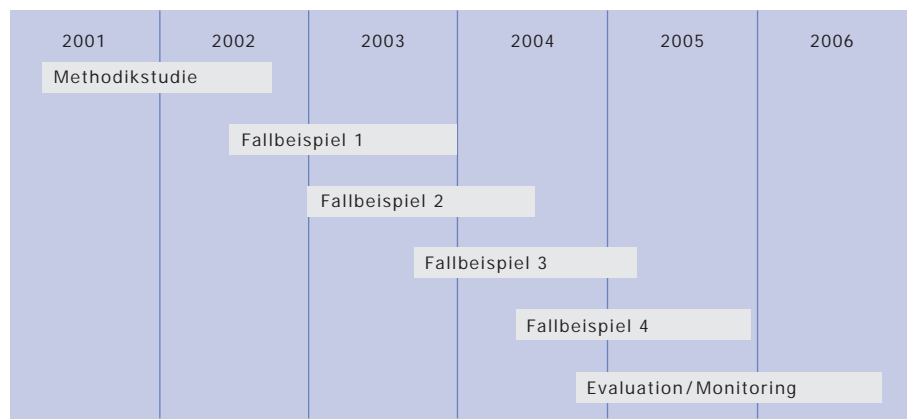 2001 2002 2003 2004 2005 2006
Methodikstudie
Fallbeispiel 1
Fallbeispiel 2
Fallbeispiel 3
Fallbeispiel 4
Evaluation/Monitoring